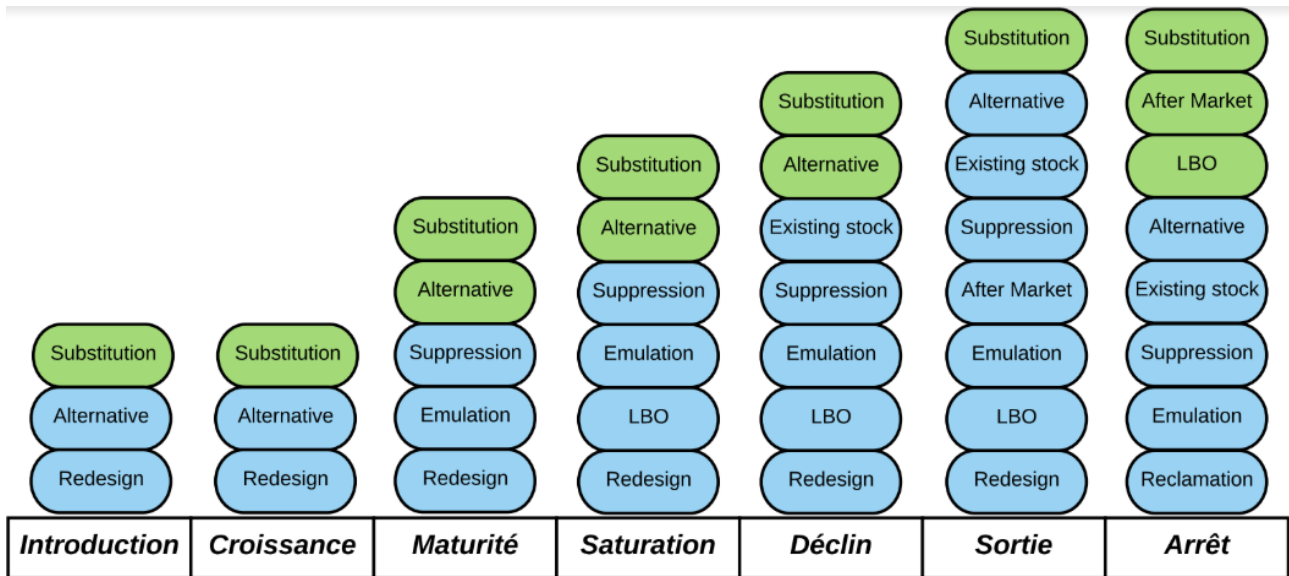 Substitution
Alternative
Redesign
Introduction
Substitution
Alternative
Redesign
Croissance
Substitution
Alternative
Suppression
Emulation
Redesign
Maturité
Substitution
Alternative
Suppression
Emulation
LBO
Redesign
Saturation
Substitution
Alternative
Existing stock
Suppression
Emulation
LBO
Redesign
Déclin
Substitution
Alternative
Existing stock
Suppression
After Market
Emulation
LBO
Redesign
Sortie
Substitution
After Market
LBO
Alternative
Existing stock
Suppression
Emulation
Reclamation
Arrêt